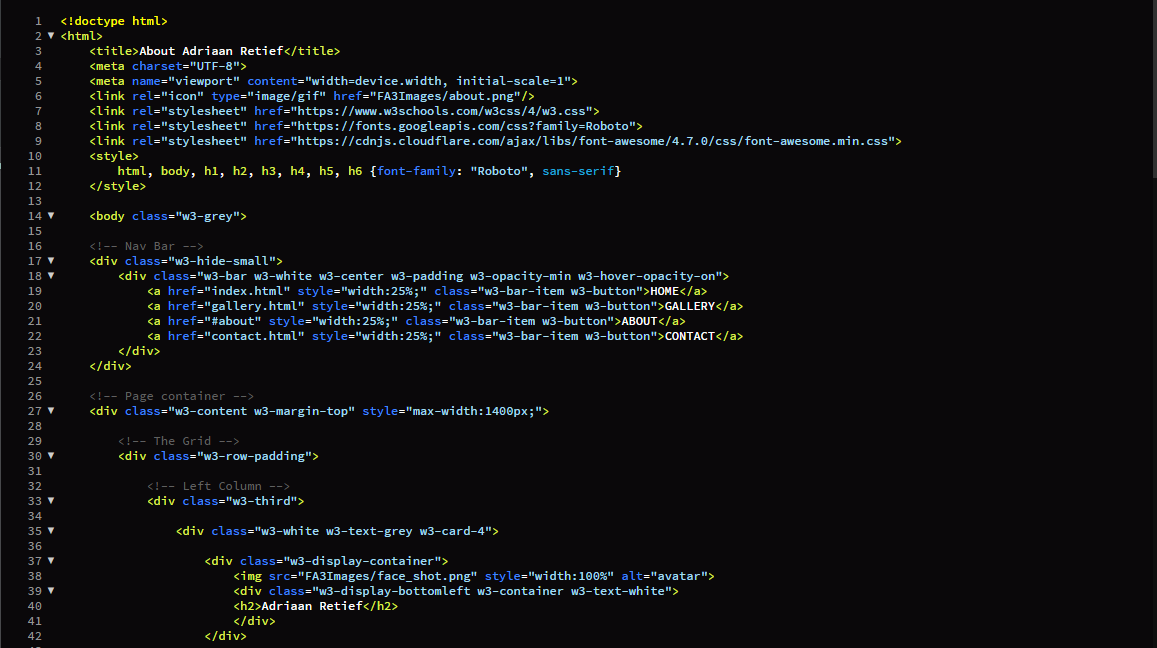 1 <!doctype html>
2 ▼ <html>
3 <title>About Adriaan Retief</title>
4 <meta charset="UTF-8">
5 <meta name="viewport" content="width=device.width, initial-scale=1">
6 <link rel="icon" type="image/gif" href="FA3Images/about.png"/>
7 <link rel="stylesheet" href="https://www.w3schools.com/w3css/4/w3.css">
8 <link rel="stylesheet" href="https://fonts.googleapis.com/css?family=Roboto">
9 <link rel="stylesheet" href="https://cdnjs.cloudflare.com/ajax/libs/font-awesome/4.7.0/css/font-awesome.min.css">
10 <style>
11 html, body, h1, h2, h3, h4, h5, h6 {font-family: "Roboto", sans-serif}
12 </style>
13
14 ▼ <body class="w3-grey">
15
16 <!-- Nav Bar -->
17 ▼ <div class="w3-hide-small">
18 ▼ <div class="w3-bar w3-white w3-center w3-padding w3-opacity-min w3-hover-opacity-on">
19 <a href="index.html" style="width:25%;" class="w3-bar-item w3-button">HOME</a>
20 <a href="gallery.html" style="width:25%;" class="w3-bar-item w3-button">GALLERY</a>
21 <a href="#about" style="width:25%;" class="w3-bar-item w3-button">ABOUT</a>
22 <a href="contact.html" style="width:25%;" class="w3-bar-item w3-button">CONTACT</a>
23 </div>
24 </div>
25
26 <!-- Page container -->
27 ▼ <div class="w3-content w3-margin-top" style="max-width:1400px;">
28
29 <!-- The Grid -->
30 ▼ <div class="w3-row-padding">
31
32 <!-- Left Column -->
33 ▼ <div class="w3-third">
34
35 ▼ <div class="w3-white w3-text-grey w3-card-4">
36
37 ▼ <div class="w3-display-container">
38 <img src="FA3Images/face_shot.png" style="width:100%" alt="avatar">
39 ▼ <div class="w3-display-bottomleft w3-container w3-text-white">
40 <h2>Adriaan Retief</h2>
41 </div>
42 </div>